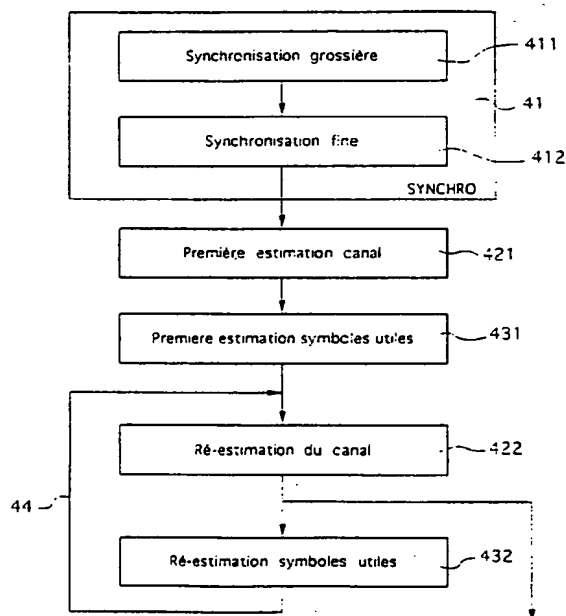 Synchronisation grossière
411
41
Synchronisation fine
412
SYNCHRO
Première estimation canal
421
Premiere estimation symboles utiles
431
Ré-estimation du canal
422
44
Ré-estimation symboles utiles
432